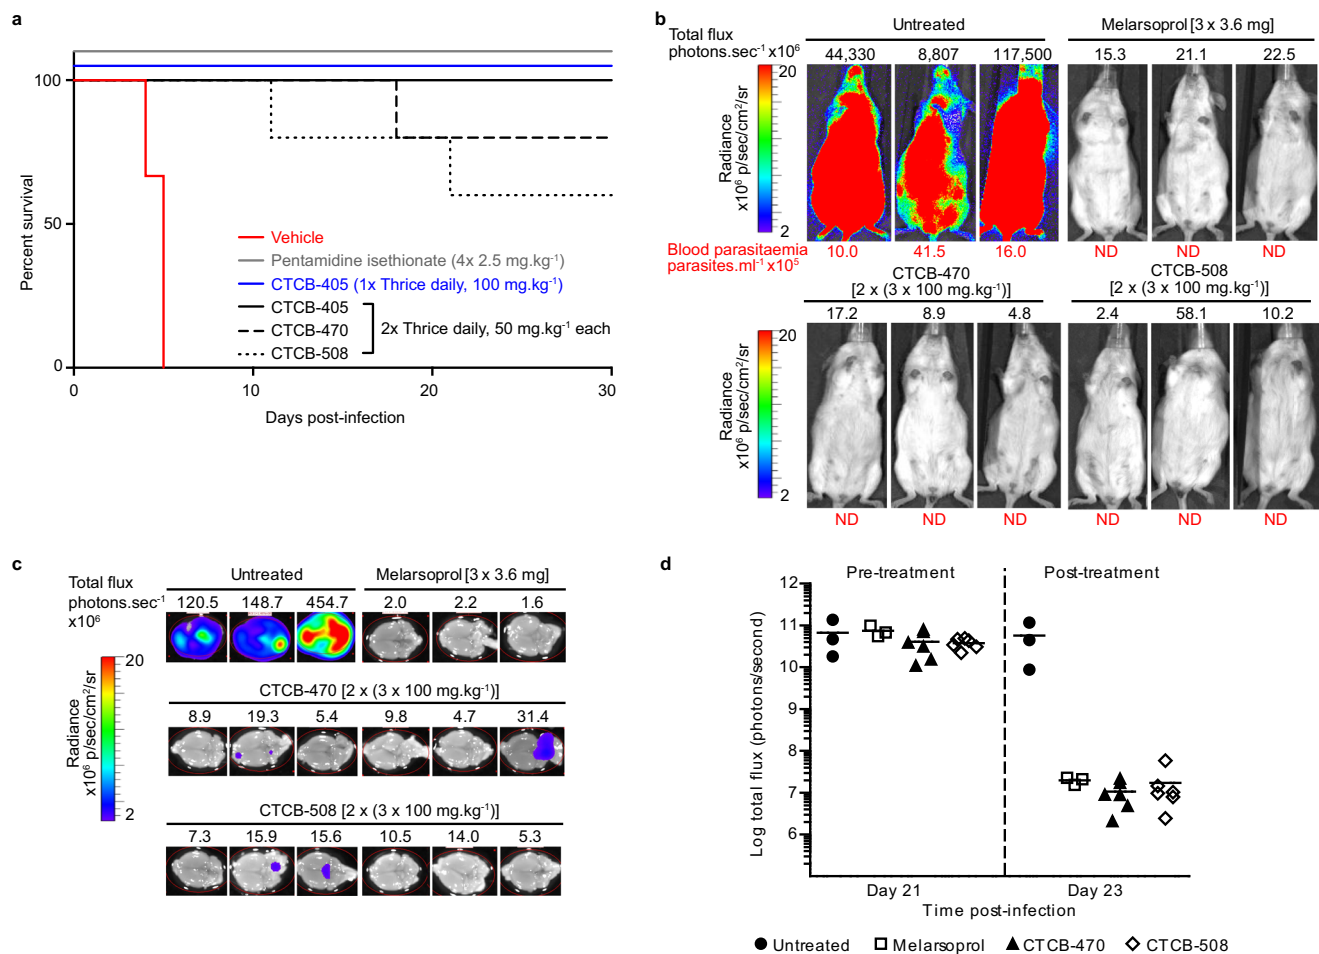 a
100
50
0
Percent survival
0
10
20
30
Days post-infection
Vehicle
Pentamidine isethionate (4x 2.5 mg.kg⁻¹)
CTCB-405 (1x Thrice daily, 100 mg.kg⁻¹)
CTCB-405
CTCB-470
CTCB-508
2x Thrice daily, 50 mg.kg⁻¹ each
b
Untreated
Melarsoprol [3 x 3.6 mg]
Total flux
photons.sec⁻¹ x10⁶
44,330
8,807
117,500
15.3
21.1
22.5
20
2
Radiance
x10⁶ p/sec/cm²/sr
Blood parasitaemia
parasites.ml⁻¹ x10⁵
10.0
41.5
16.0
ND
ND
ND
CTCB-470
[2 x (3 x 100 mg.kg⁻¹)]
CTCB-508
[2 x (3 x 100 mg.kg⁻¹)]
17.2
8.9
4.8
2.4
58.1
10.2
20
2
Radiance
x10⁶ p/sec/cm²/sr
ND
ND
ND
ND
ND
ND
c
Total flux
photons.sec⁻¹
x10⁶
Untreated
Melarsoprol [3 x 3.6 mg]
120.5
148.7
454.7
2.0
2.2
1.6
20
2
Radiance
x10⁶ p/sec/cm²/sr
CTCB-470 [2 x (3 x 100 mg.kg⁻¹)]
8.9
19.3
5.4
9.8
4.7
31.4
CTCB-508 [2 x (3 x 100 mg.kg⁻¹)]
7.3
15.9
15.6
10.5
14.0
5.3
d
Pre-treatment
Post-treatment
12
11
10
8
7
6
Log total flux (photons/second)
Day 21
Day 23
Time post-infection
Untreated
Melarsoprol
CTCB-470
CTCB-508